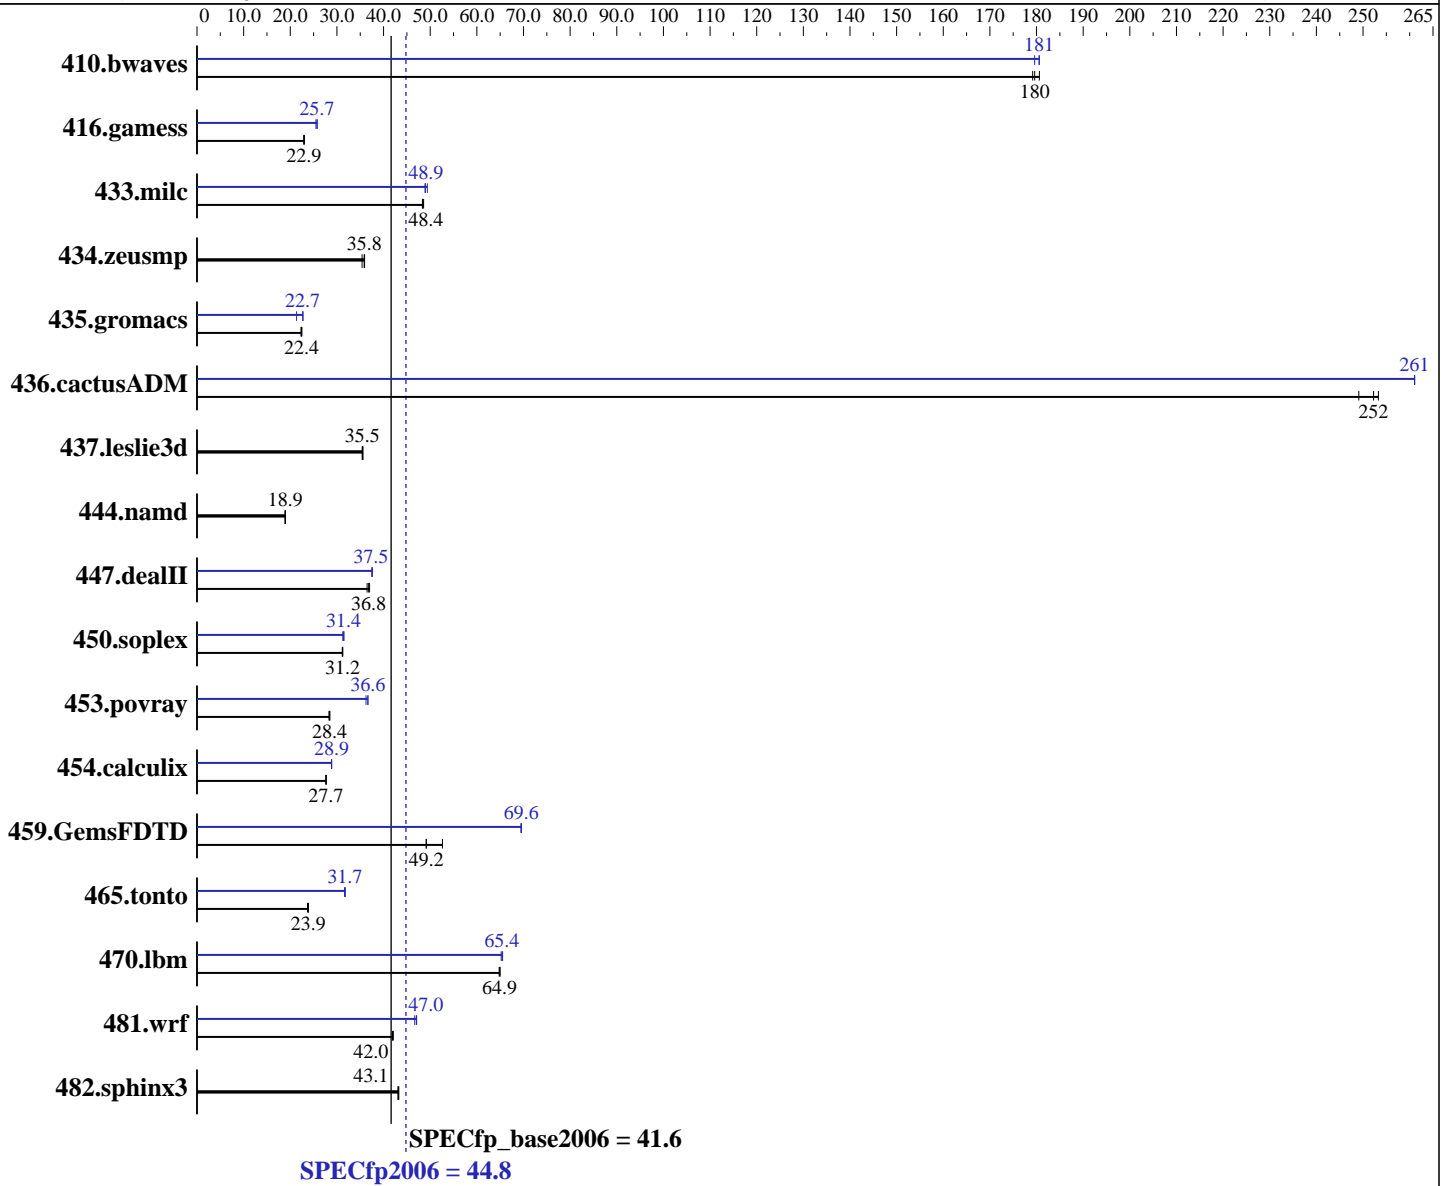 0 10.0 20.0 30.0 40.0 50.0 60.0 70.0 80.0 90.0 100 110 120 130 140 150 160 170 180 190 200 210 220 230 240 250 265
181
410.bwaves
180
25.7
416.gamess
22.9
48.9
433.milc
48.4
35.8
434.zeusmp
22.7
435.gromacs
22.4
261
436.cactusADM
252
35.5
437.leslie3d
18.9
444.namd
37.5
447.dealII
36.8
31.4
450.soplex
31.2
36.6
453.povray
28.4
28.9
454.calculix
27.7
69.6
459.GemsFDTD
49.2
31.7
465.tonto
23.9
65.4
470.lbm
64.9
47.0
481.wrf
42.0
43.1
482.sphinx3
SPECfp_base2006 = 41.6
SPECfp2006 = 44.8